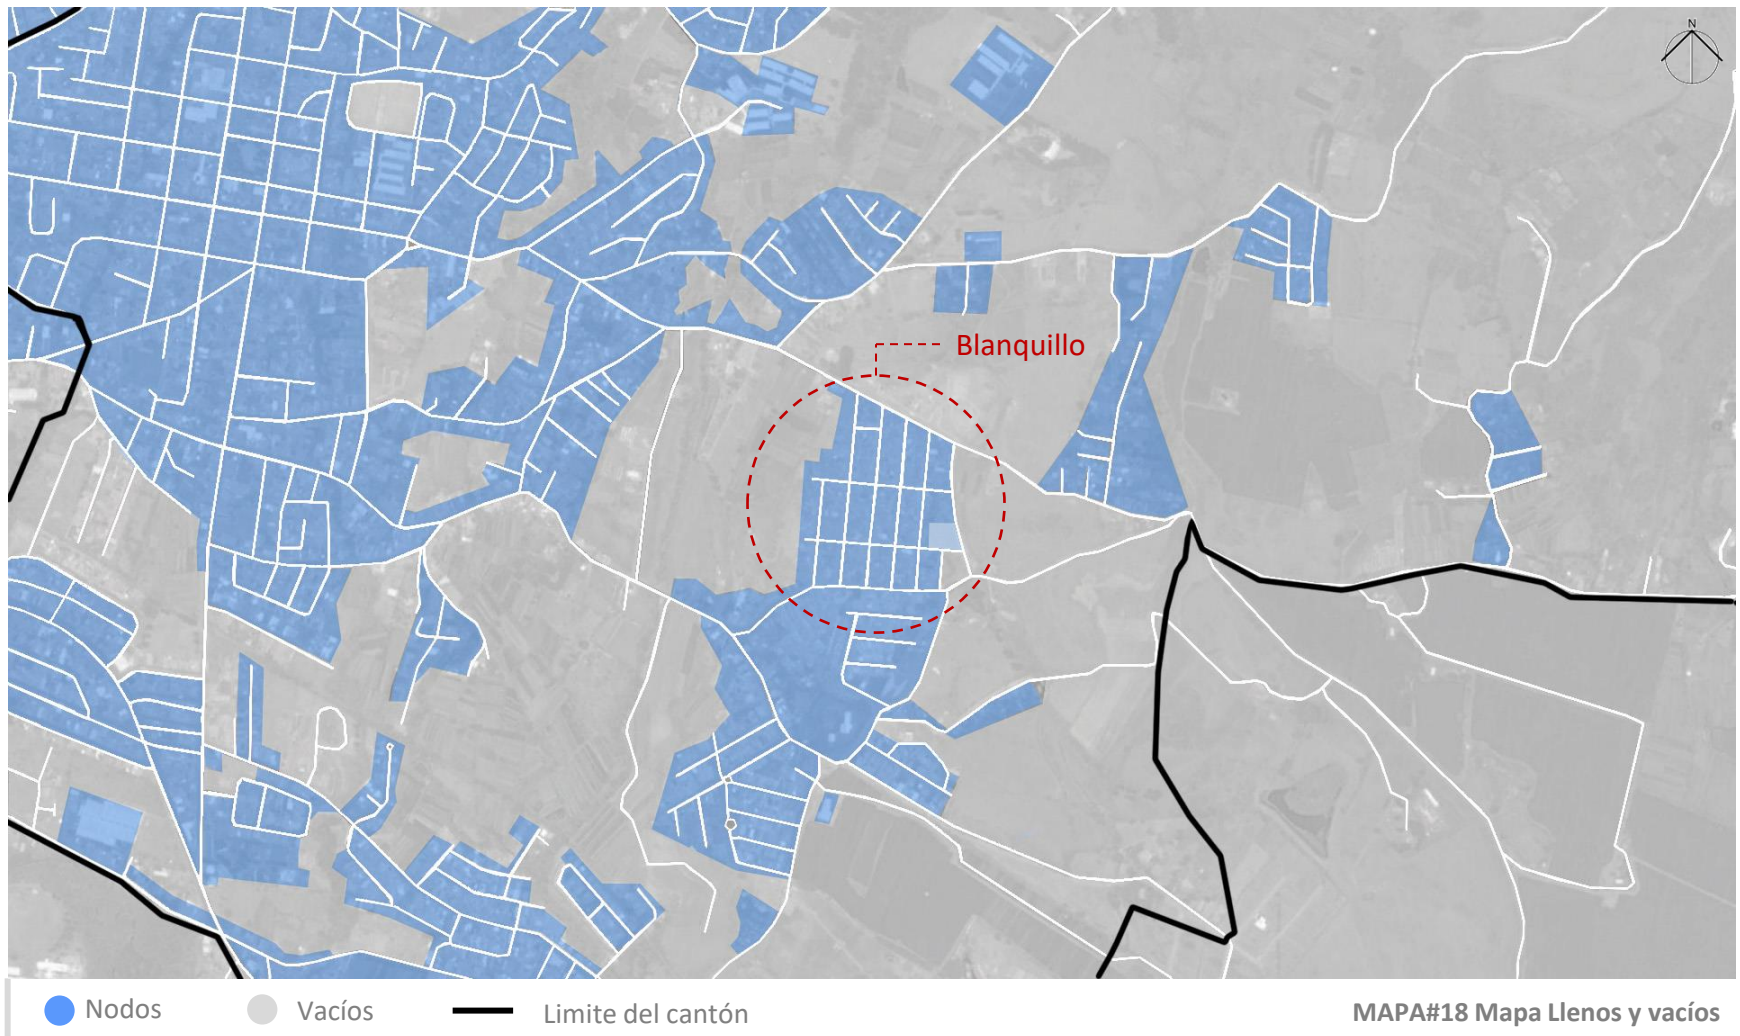 N
Blanquillo
Nodos
Vacíos
Limite del cantón
MAPA#18 Mapa Llenos y vacíos